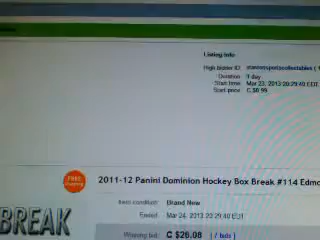 Listing Info
High bidder ID:
Duration: 1 day
Start time: Mar 23, 2013 20:29:40 EDT
Start price: C $0.99
FREE
2011-12 Panini Dominion Hockey Box Break #114 Edmo
Item condition: Brand New
Ended: Mar 24, 2013 20:29:40 EDT
BREAK
Winning bid: C $26.08 [ 7 bids ]